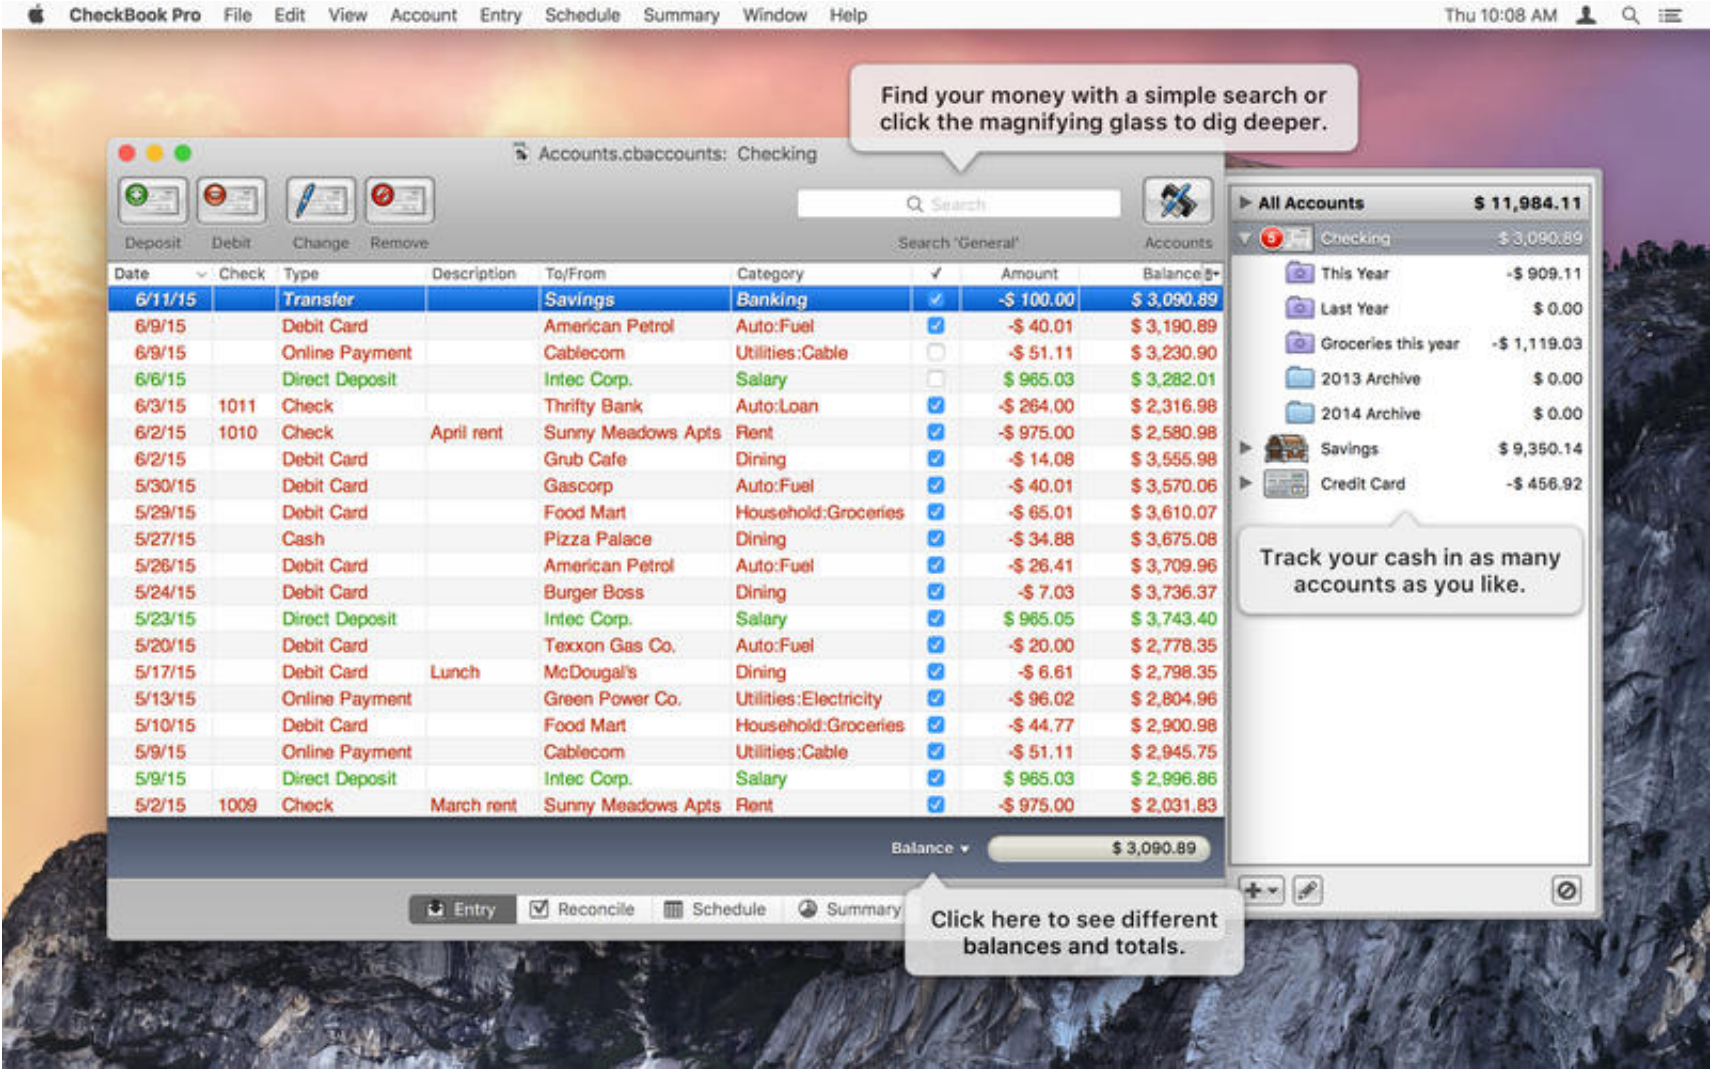 CheckBook Pro File Edit View Account Entry Schedule Summary Window Help Thu 10:08 AM
Find your money with a simple search or
click the magnifying glass to dig deeper.
Accounts.cbaccounts: Checking
Search
Deposit Debit Change Remove Search 'General' Accounts
Date Check Type Description To/From Category ✓ Amount Balance
6/11/15 Transfer Savings Banking -$ 100.00 $ 3,090.89
6/9/15 Debit Card American Petrol Auto:Fuel -$ 40.01 $ 3,190.89
6/9/15 Online Payment Cablecom Utilities:Cable -$ 51.11 $ 3,230.90
6/6/15 Direct Deposit Intec Corp. Salary $ 965.03 $ 3,282.01
6/3/15 1011 Check Thrifty Bank Auto:Loan -$ 264.00 $ 2,316.98
6/2/15 1010 Check April rent Sunny Meadows Apts Rent -$ 975.00 $ 2,580.98
6/2/15 Debit Card Grub Cafe Dining -$ 14.08 $ 3,555.98
5/30/15 Debit Card Gascorp Auto:Fuel -$ 40.01 $ 3,570.06
5/29/15 Debit Card Food Mart Household:Groceries -$ 65.01 $ 3,610.07
5/27/15 Cash Pizza Palace Dining -$ 34.88 $ 3,675.08
5/26/15 Debit Card American Petrol Auto:Fuel -$ 26.41 $ 3,709.96
5/24/15 Debit Card Burger Boss Dining -$ 7.03 $ 3,736.37
5/23/15 Direct Deposit Intec Corp. Salary $ 965.05 $ 3,743.40
5/20/15 Debit Card Texxon Gas Co. Auto:Fuel -$ 20.00 $ 2,778.35
5/17/15 Debit Card Lunch McDougal's Dining -$ 6.61 $ 2,798.35
5/13/15 Online Payment Green Power Co. Utilities:Electricity -$ 96.02 $ 2,804.96
5/10/15 Debit Card Food Mart Household:Groceries -$ 44.77 $ 2,900.98
5/9/15 Online Payment Cablecom Utilities:Cable -$ 51.11 $ 2,945.75
5/9/15 Direct Deposit Intec Corp. Salary $ 965.03 $ 2,996.86
5/2/15 1009 Check March rent Sunny Meadows Apts Rent -$ 975.00 $ 2,031.83
Balance $ 3,090.89
Entry Reconcile Schedule Summary
Click here to see different
balances and totals.
All Accounts $ 11,984.11
5 Checking $ 3,090.89
This Year -$ 909.11
Last Year $ 0.00
Groceries this year -$ 1,119.03
2013 Archive $ 0.00
2014 Archive $ 0.00
Savings $ 9,350.14
Credit Card -$ 456.92
Track your cash in as many
accounts as you like.